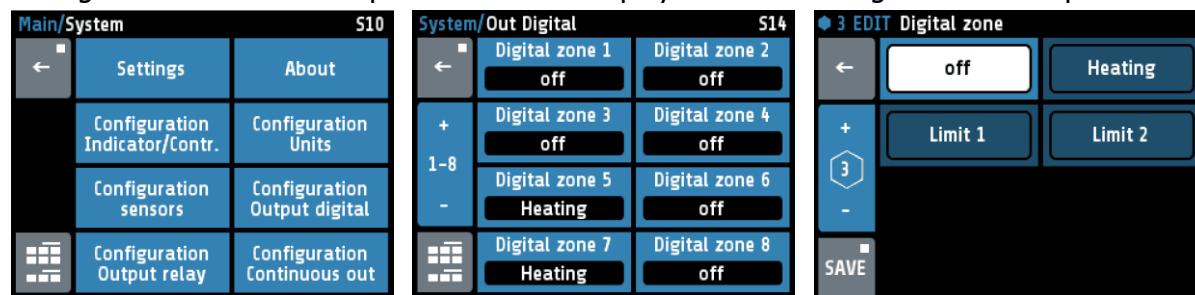 Main/System S10
←
Settings
About
Configuration
Indicator/Contr.
Configuration
Units
Configuration
sensors
Configuration
Output digital
Configuration
Output relay
Configuration
Continuous out
System/Out Digital S14
←
Digital zone 1
off
Digital zone 2
off
+
1-8
-
Digital zone 3
off
Digital zone 4
off
Digital zone 5
Heating
Digital zone 6
off
Digital zone 7
Heating
Digital zone 8
off
3 EDIT Digital zone
←
off
Heating
+
3
-
Limit 1
Limit 2
SAVE